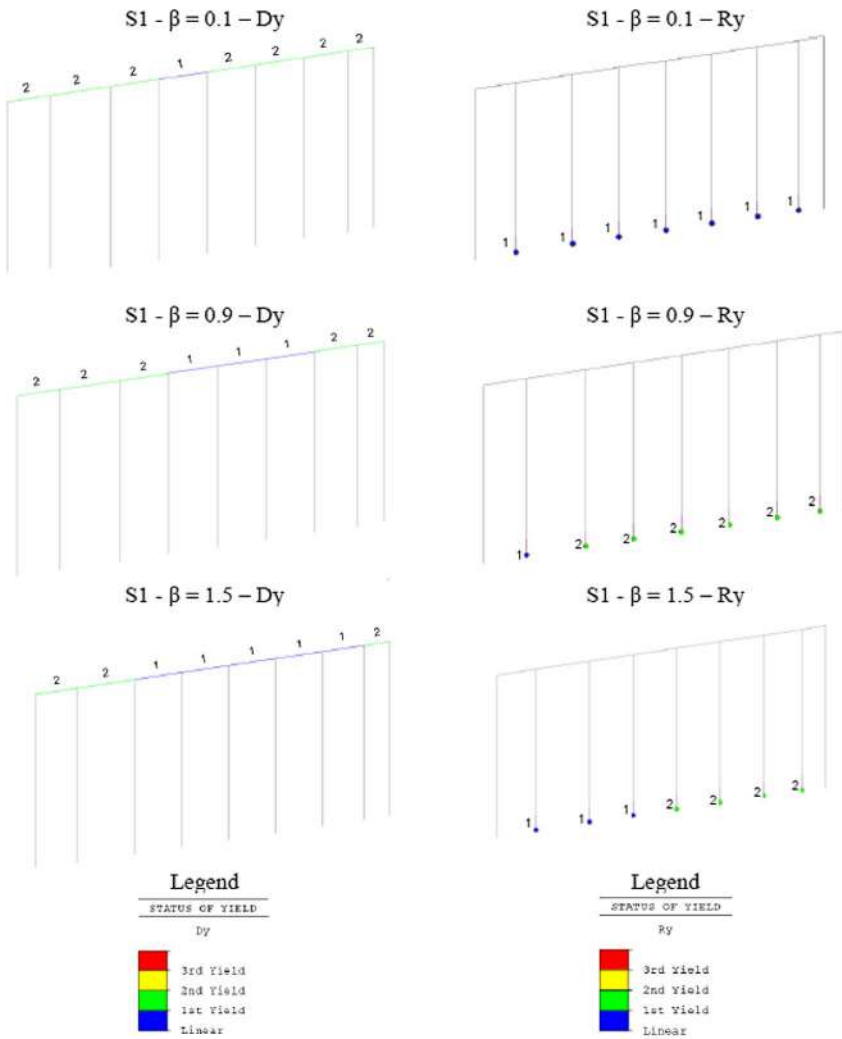 S1 - β = 0.1 – Dy
2 2 2 1 2 2 2 2
S1 - β = 0.1 – Ry
1 1 1 1 1 1 1
S1 - β = 0.9 – Dy
2 2 2 1 1 1 2 2
S1 - β = 0.9 – Ry
1 2 2 2 2 2 2
S1 - β = 1.5 – Dy
2 2 1 1 1 1 1 2
S1 - β = 1.5 – Ry
1 1 1 2 2 2 2
Legend
STATUS OF YIELD
Dy
3rd Yield
2nd Yield
1st Yield
Linear
Legend
STATUS OF YIELD
Ry
3rd Yield
2nd Yield
1st Yield
Linear